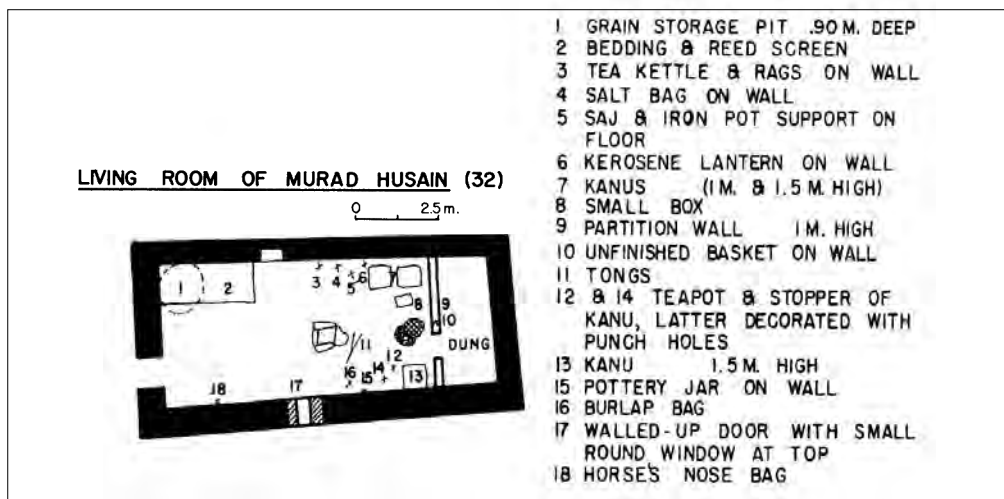 LIVING ROOM OF MURAD HUSAIN (32)
0 2.5 m.
1 2 3 4 5 6 8 9 10 11 12 13 14 15 16 17 18
DUNG
1 GRAIN STORAGE PIT .90 M. DEEP
2 BEDDING & REED SCREEN
3 TEA KETTLE & RAGS ON WALL
4 SALT BAG ON WALL
5 SAJ & IRON POT SUPPORT ON
FLOOR
6 KEROSENE LANTERN ON WALL
7 KANUS (1 M. & 1.5 M. HIGH)
8 SMALL BOX
9 PARTITION WALL 1 M. HIGH
10 UNFINISHED BASKET ON WALL
11 TONGS
12 & 14 TEAPOT & STOPPER OF
KANU, LATTER DECORATED WITH
PUNCH HOLES
13 KANU 1.5 M. HIGH
15 POTTERY JAR ON WALL
16 BURLAP BAG
17 WALLED-UP DOOR WITH SMALL
ROUND WINDOW AT TOP
18 HORSE'S NOSE BAG